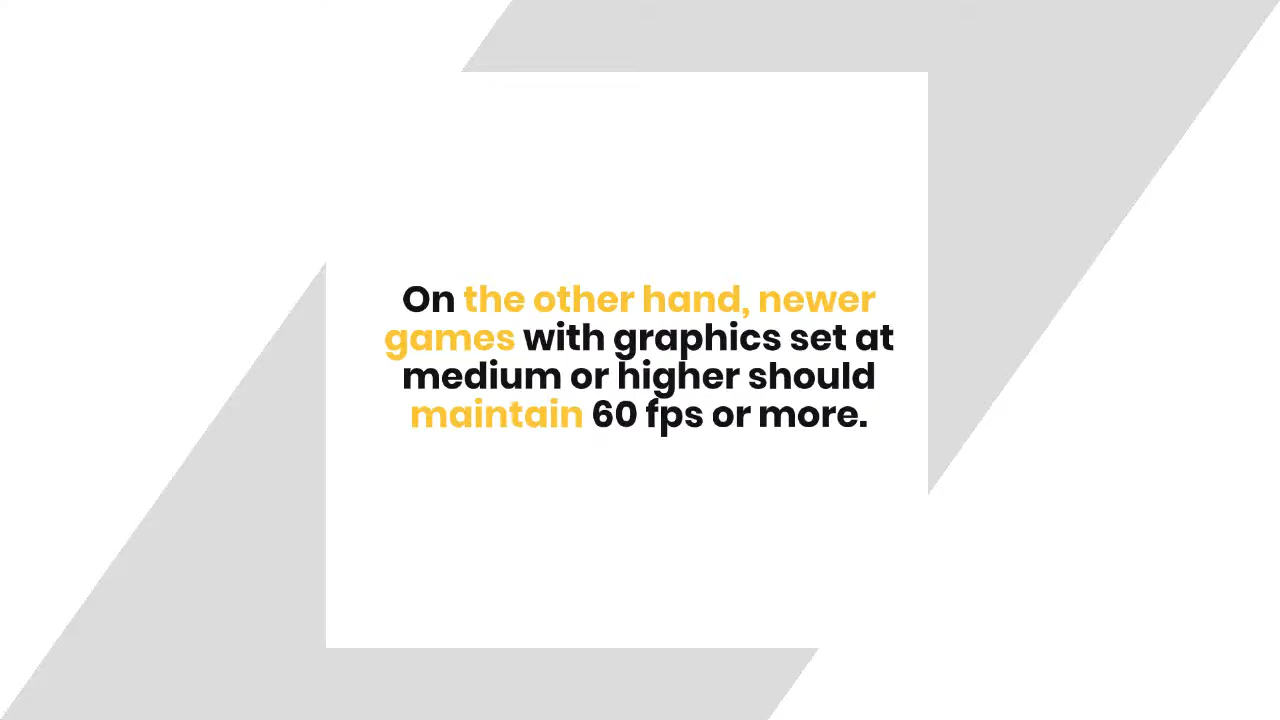 On the other hand, newer
games with graphics set at
medium or higher should
maintain 60 fps or more.